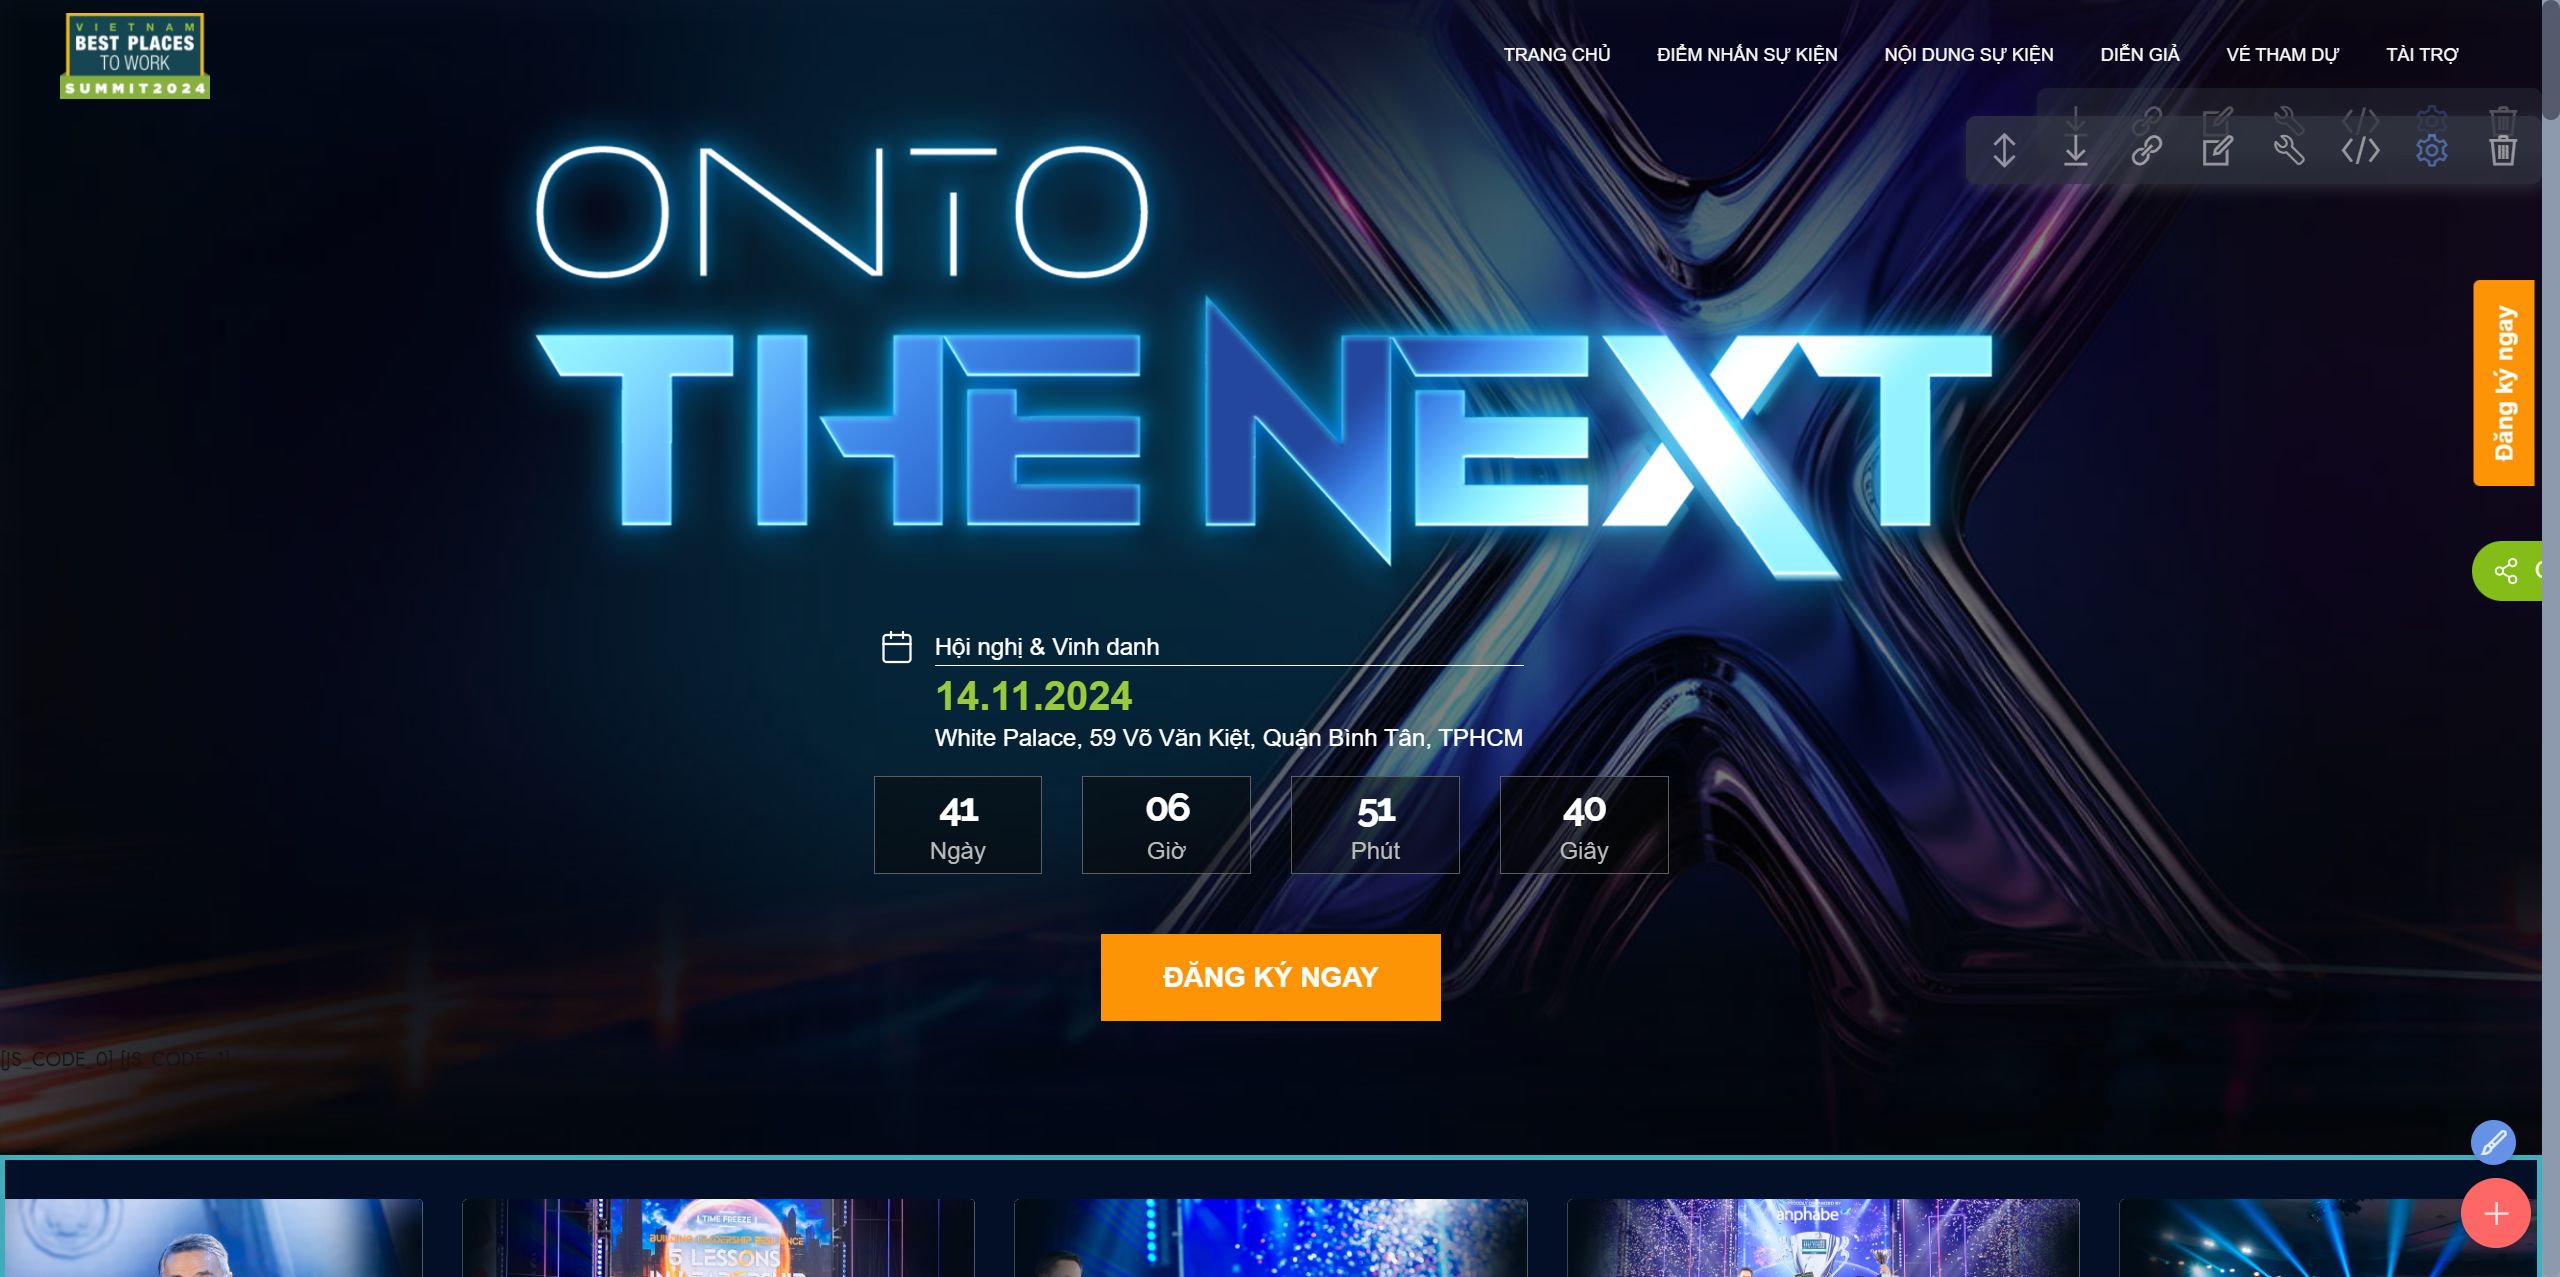 VIETNAM
BEST PLACES
TO WORK
SUMMIT2024
TRANG CHỦ
ĐIỂM NHẤN SỰ KIỆN
NỘI DUNG SỰ KIỆN
DIỄN GIẢ
VÉ THAM DỰ
TÀI TRỢ
ONTO
THE NEXT
Đăng ký ngay
Hội nghị & Vinh danh
14.11.2024
White Palace, 59 Võ Văn Kiệt, Quận Bình Tân, TPHCM
41
Ngày
06
Giờ
51
Phút
40
Giây
ĐĂNG KÝ NGAY
[JS_CODE_0] [JS_CODE_1]
TIME FREEZE
BUILDING LEADERSHIP RESILIENCE
5 LESSONS
IN LEADERSHIP
anphabe